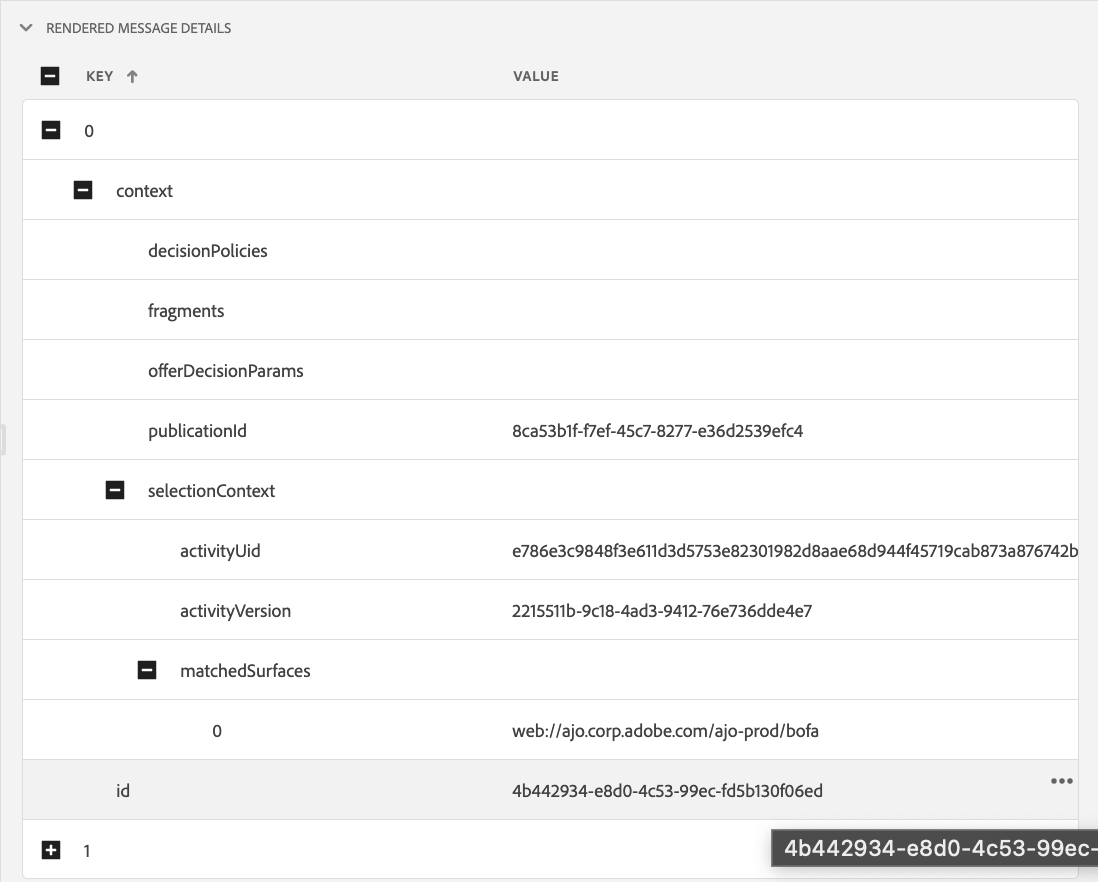 RENDERED MESSAGE DETAILS
KEY VALUE
0
context
decisionPolicies
fragments
offerDecisionParams
publicationId 8ca53b1f-f7ef-45c7-8277-e36d2539efc4
selectionContext
activityUid e786e3c9848f3e611d3d5753e82301982d8aae68d944f45719cab873a876742b
activityVersion 2215511b-9c18-4ad3-9412-76e736dde4e7
matchedSurfaces
0 web://ajo.corp.adobe.com/ajo-prod/bofa
id 4b442934-e8d0-4c53-99ec-fd5b130f06ed
1
4b442934-e8d0-4c53-99ec-